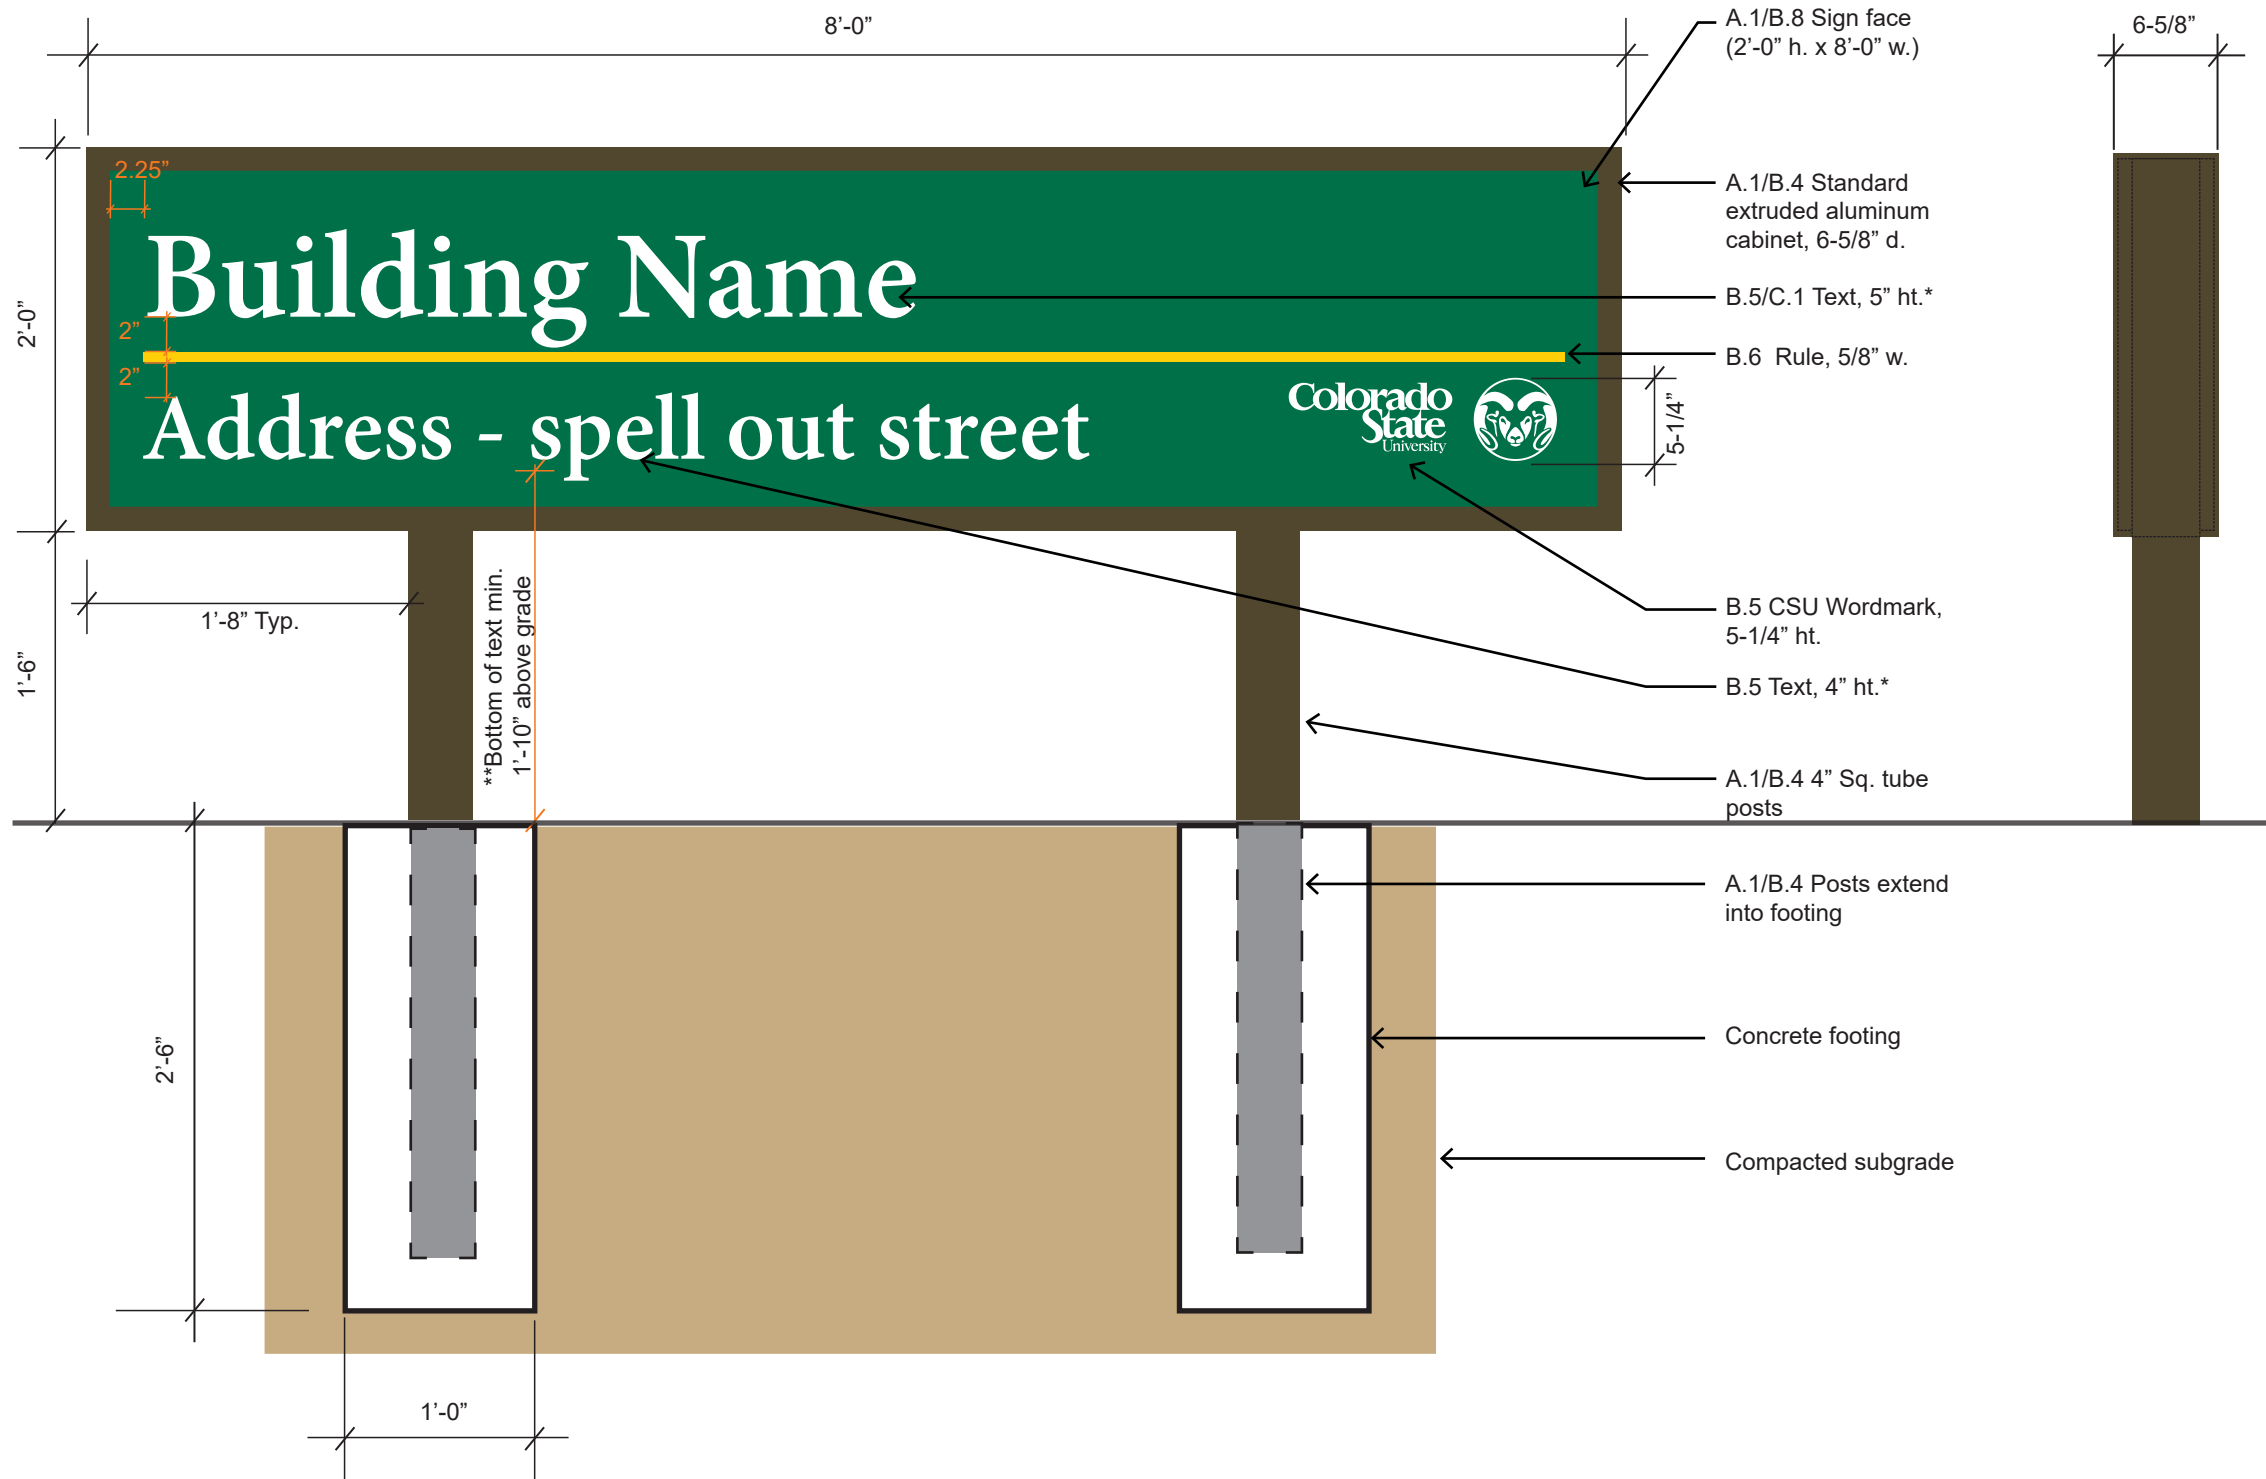 8’-0”
A.1/B.8 Sign face
(2’-0” h. x 8’-0” w.)
6-5/8”
2.25”
A.1/B.4 Standard
extruded aluminum
cabinet, 6-5/8” d.
Building Name
B.5/C.1 Text, 5” ht.*
2’-0”
2”
B.6  Rule, 5/8” w.
2”
Address - spell out street
Colorado
State
University
5-1/4”
**Bottom of text min.
1’-10” above grade
1’-8” Typ.
B.5 CSU Wordmark,
5-1/4” ht.
1’-6”
B.5 Text, 4” ht.*
A.1/B.4 4” Sq. tube
posts
A.1/B.4 Posts extend
into footing
2’-6”
Concrete footing
Compacted subgrade
1’-0”